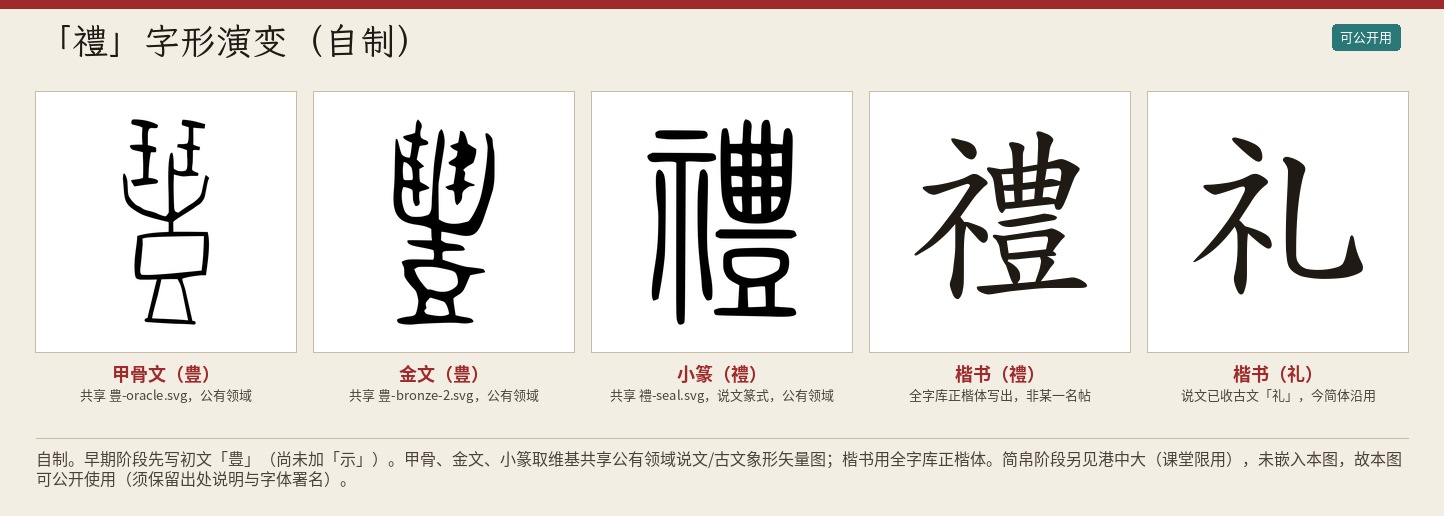 「禮」字形演变（自制）
可公开用
豊
豊
禮
禮
礼
甲骨文（豊）
金文（豊）
小篆（禮）
楷书（禮）
楷书（礼）
共享 豊-oracle.svg，公有领域
共享 豊-bronze-2.svg，公有领域
共享 禮-seal.svg，说文篆式，公有领域
全字库正楷体写出，非某一名帖
说文已收古文「礼」，今简体沿用
自制。早期阶段先写初文「豊」（尚未加「示」）。甲骨、金文、小篆取维基共享公有领域说文/古文象形矢量图；楷书用全字库正楷体。简帛阶段另见港中大（课堂限用），未嵌入本图，故本图
可公开使用（须保留出处说明与字体署名）。